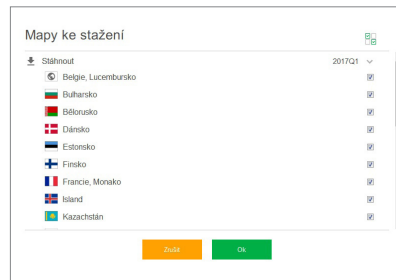 Mapy ke stažení
Stáhnout 2017Q1
Belgie, Lucembursko
Bulharsko
Bělorusko
Dánsko
Estonsko
Finsko
Francie, Monako
Island
Kazachstán
Zrušit Ok